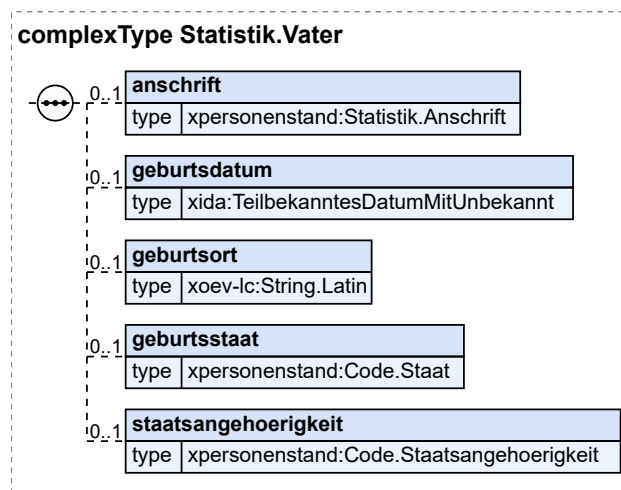 complexType Statistik.Vater
0..1 anschrift
type xpersonenstand:Statistik.Anschrift
0..1 geburtsdatum
type xida:TeilbekanntesDatumMitUnbekannt
0..1 geburtsort
type xoev-lc:String.Latin
0..1 geburtsstaat
type xpersonenstand:Code.Staat
0..1 staatsangehoerigkeit
type xpersonenstand:Code.Staatsangehoerigkeit